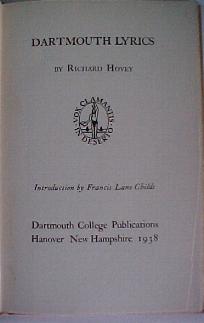 DARTMOUTH LYRICS
BY RICHARD HOVEY
VOX CLAMANTIS
IN DESERTO
Introduction by Francis Lane Childs
Dartmouth College Publications
Hanover New Hampshire 1938